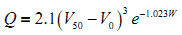 Q = 2.1(V₅₀ − V₀)³ e⁻¹·⁰²³ᵂ